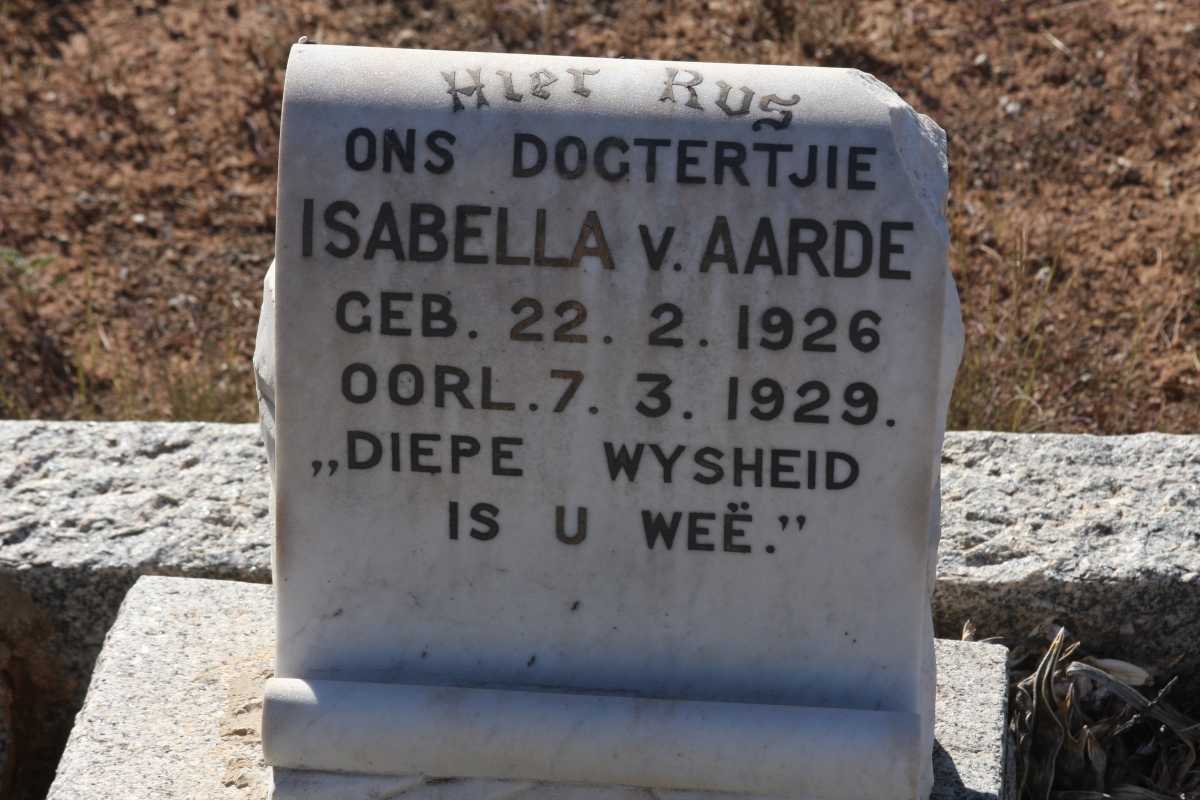 Hier Rus
ONS DOGTERTJIE
ISABELLA v. AARDE
GEB. 22. 2. 1926
OORL. 7. 3. 1929.
„DIEPE WYSHEID
IS U WEË.”